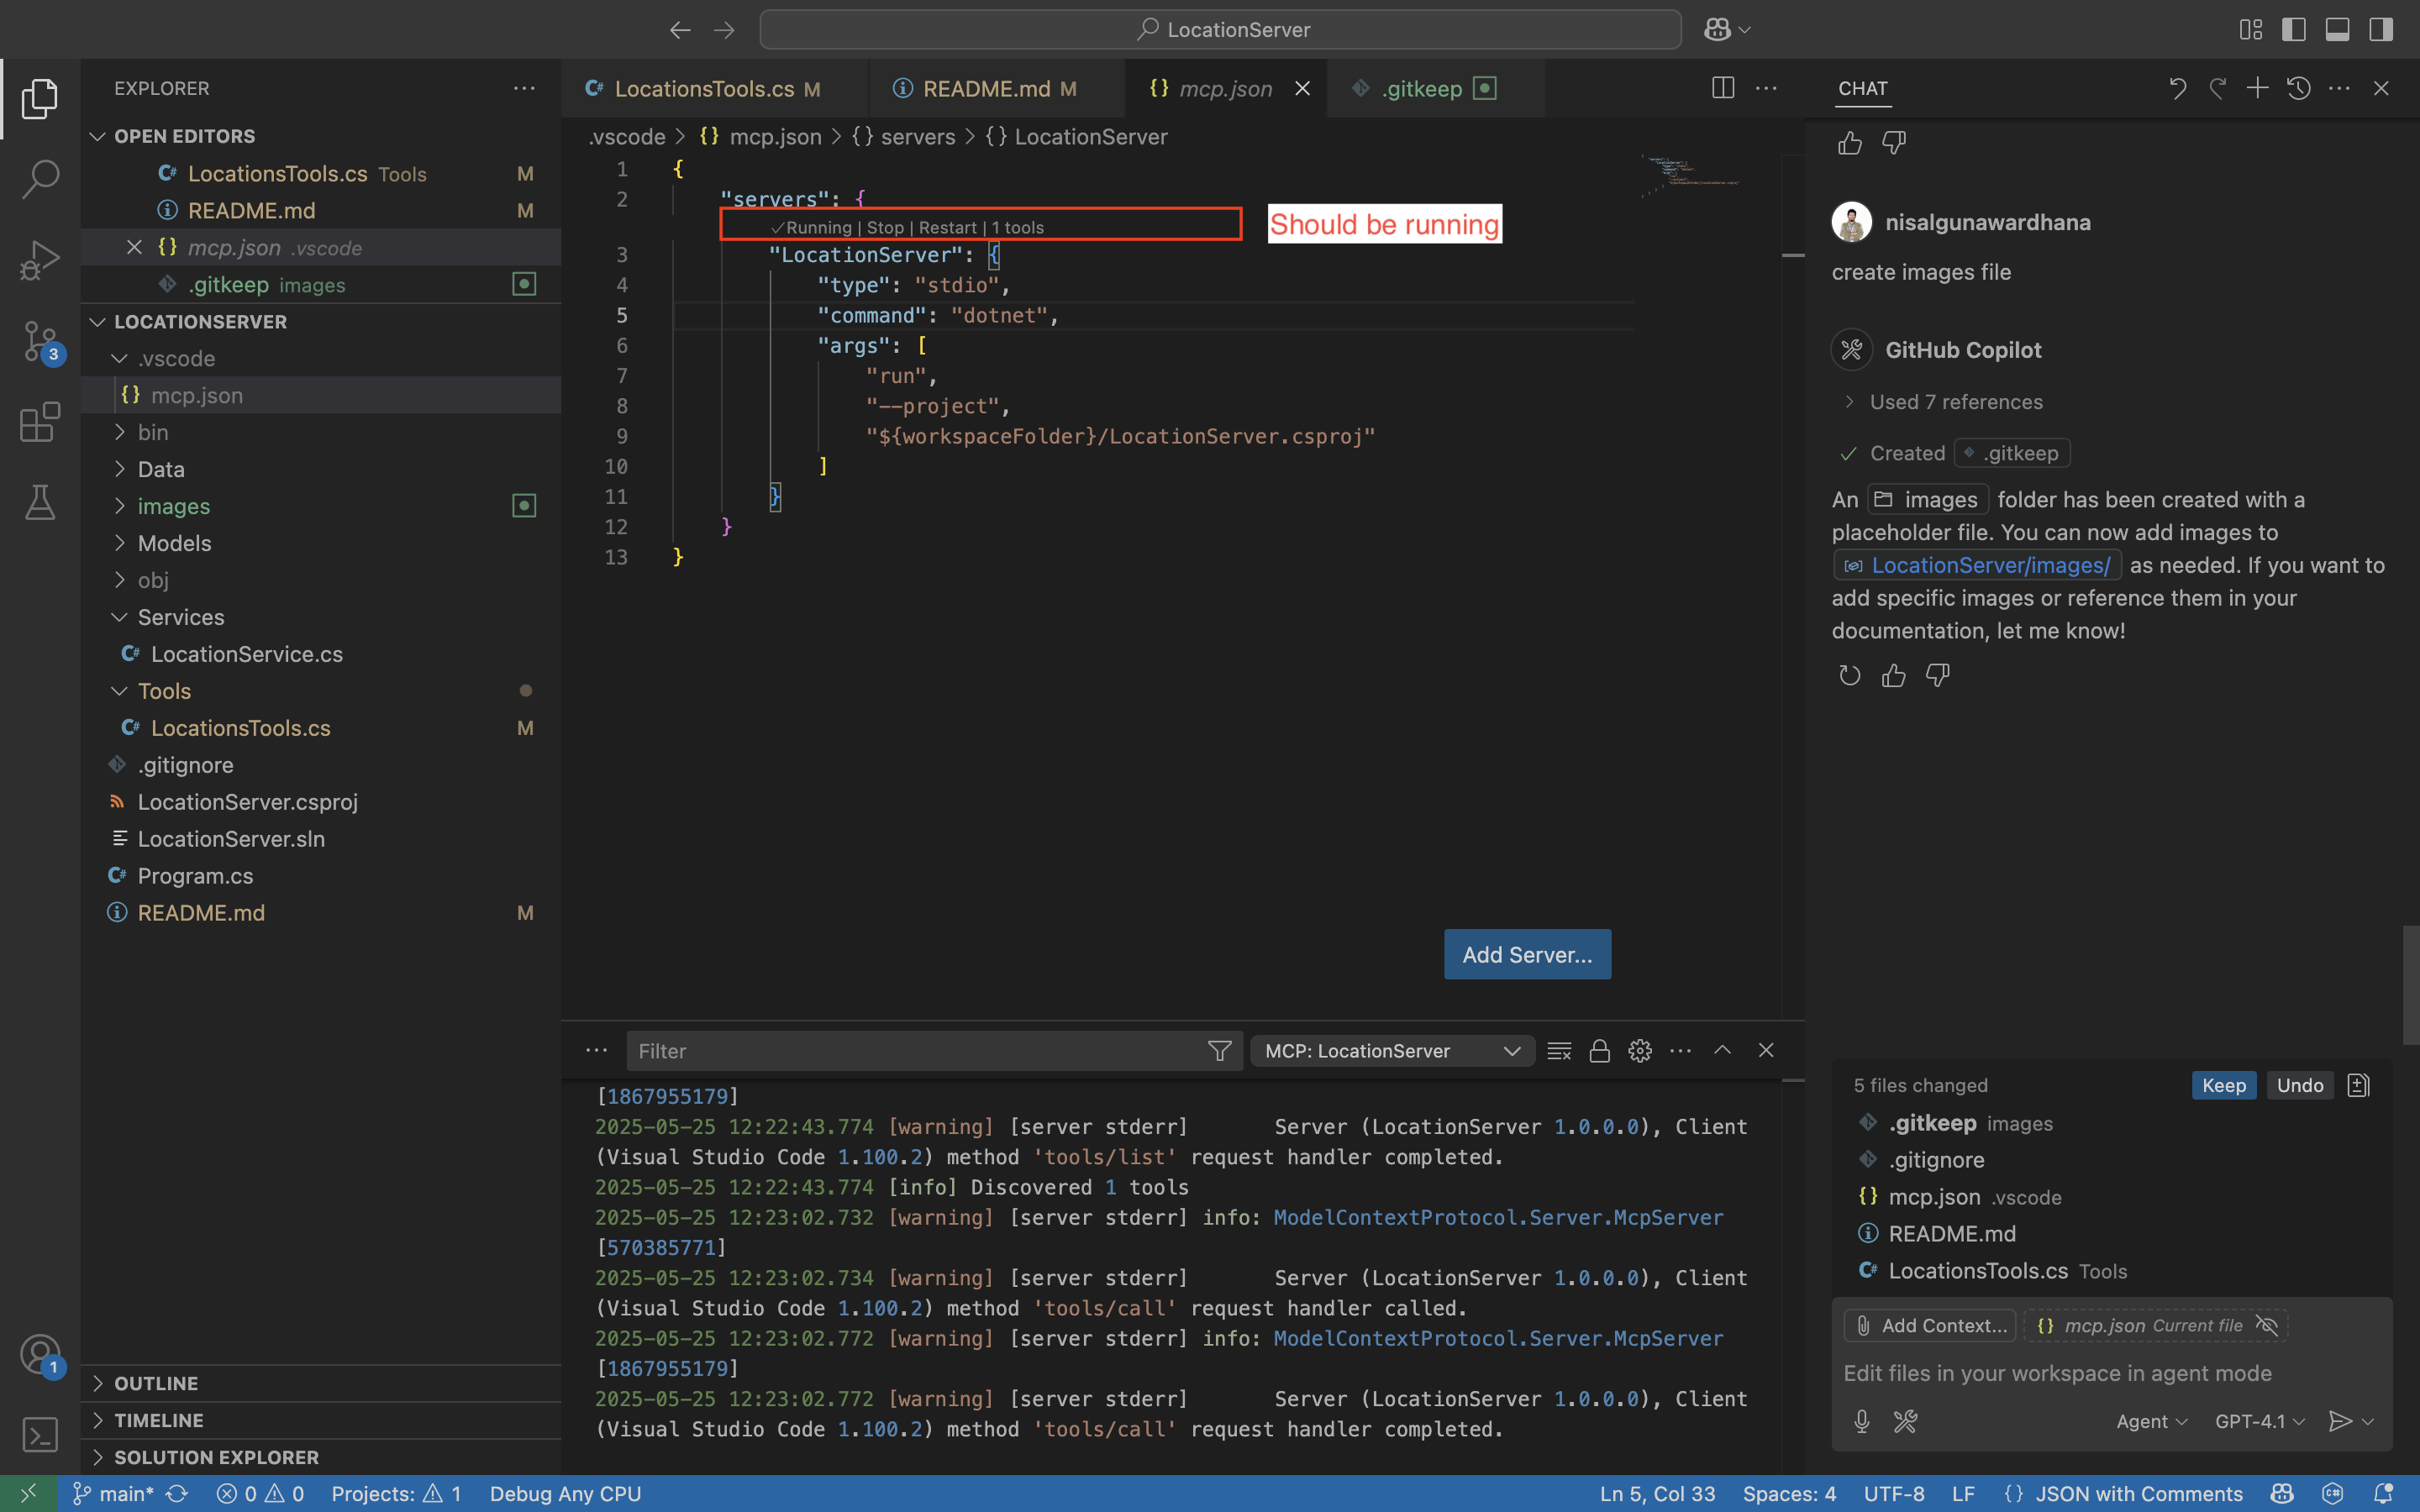 LocationServer
EXPLORER
OPEN EDITORS
LocationsTools.cs Tools M
README.md M
mcp.json .vscode
.gitkeep images
LOCATIONSERVER
.vscode
mcp.json
bin
Data
images
Models
obj
Services
LocationService.cs
Tools
LocationsTools.cs M
.gitignore
LocationServer.csproj
LocationServer.sln
Program.cs
README.md M
OUTLINE
TIMELINE
SOLUTION EXPLORER
3
1
LocationsTools.cs M
README.md M
mcp.json
.gitkeep
.vscode > {} mcp.json > {} servers > {} LocationServer
1 {
2 "servers": {
✓Running | Stop | Restart | 1 tools
Should be running
3 "LocationServer": {
4 "type": "stdio",
5 "command": "dotnet",
6 "args": [
7 "run",
8 "--project",
9 "${workspaceFolder}/LocationServer.csproj"
10 ]
11 }
12 }
13 }
Add Server...
Filter
MCP: LocationServer
[1867955179]
2025-05-25 12:22:43.774 [warning] [server stderr] Server (LocationServer 1.0.0.0), Client
(Visual Studio Code 1.100.2) method 'tools/list' request handler completed.
2025-05-25 12:22:43.774 [info] Discovered 1 tools
2025-05-25 12:23:02.732 [warning] [server stderr] info: ModelContextProtocol.Server.McpServer
[570385771]
2025-05-25 12:23:02.734 [warning] [server stderr] Server (LocationServer 1.0.0.0), Client
(Visual Studio Code 1.100.2) method 'tools/call' request handler called.
2025-05-25 12:23:02.772 [warning] [server stderr] info: ModelContextProtocol.Server.McpServer
[1867955179]
2025-05-25 12:23:02.772 [warning] [server stderr] Server (LocationServer 1.0.0.0), Client
(Visual Studio Code 1.100.2) method 'tools/call' request handler completed.
CHAT
nisalgunawardhana
create images file
GitHub Copilot
Used 7 references
Created .gitkeep
An images folder has been created with a
placeholder file. You can now add images to
LocationServer/images/ as needed. If you want to
add specific images or reference them in your
documentation, let me know!
5 files changed Keep Undo
.gitkeep images
.gitignore
mcp.json .vscode
README.md
LocationsTools.cs Tools
Add Context... {} mcp.json Current file
Edit files in your workspace in agent mode
Agent GPT-4.1
main* 0 0 Projects: 1 Debug Any CPU
Ln 5, Col 33 Spaces: 4 UTF-8 LF {} JSON with Comments